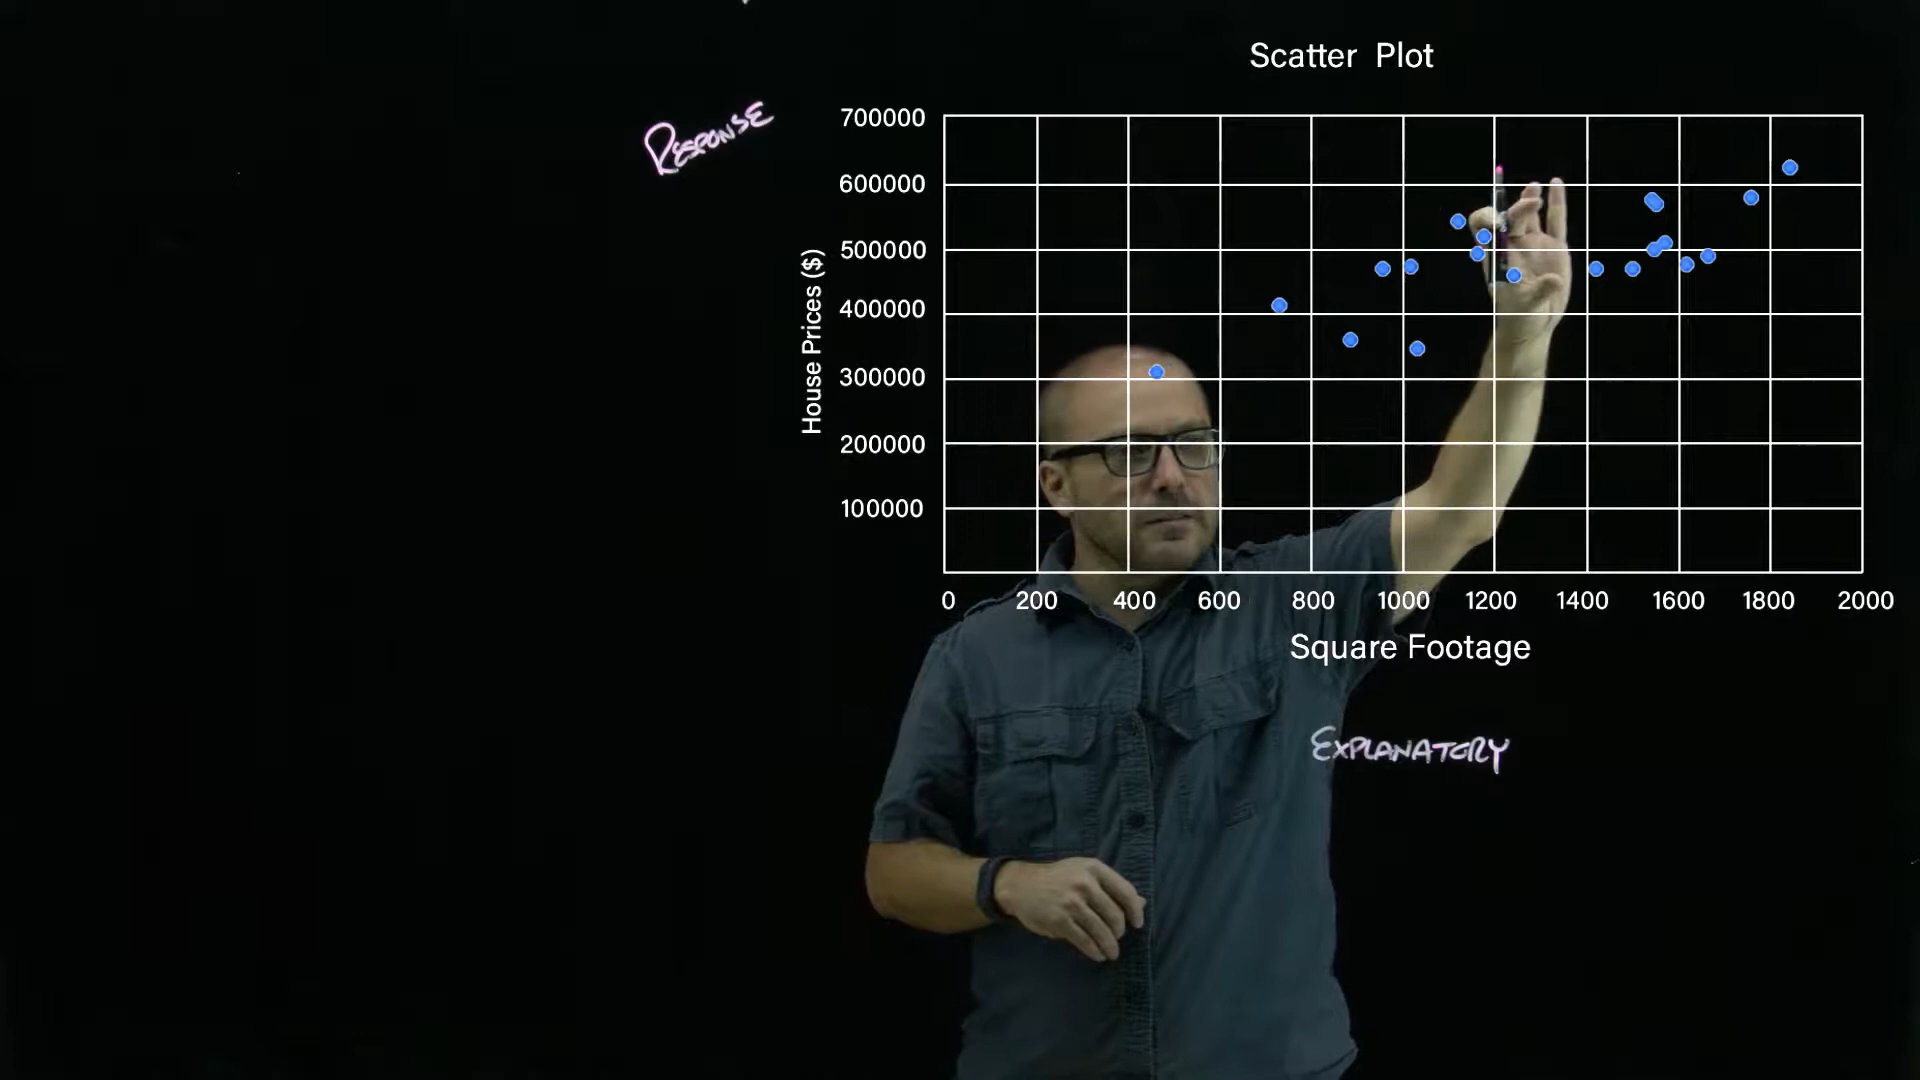 Scatter Plot
RESPONSE
House Prices ($)
700000
600000
500000
400000
300000
200000
100000
0 200 400 600 800 1000 1200 1400 1600 1800 2000
Square Footage
EXPLANATORY